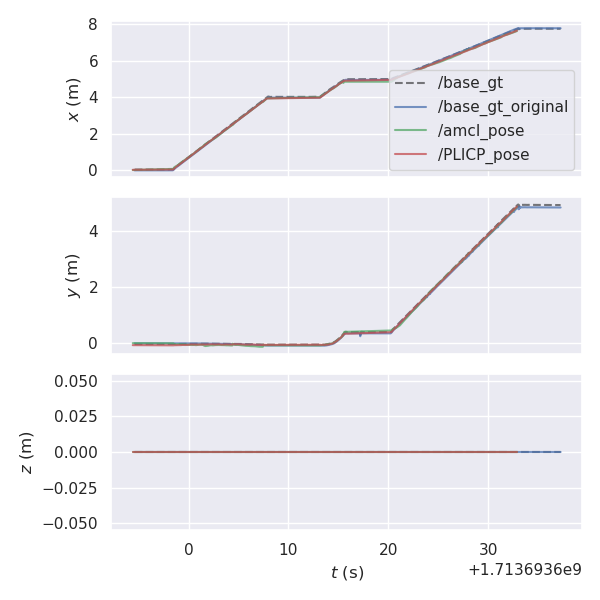 8
6
4
2
0
x (m)
/base_gt
/base_gt_original
/amcl_pose
/PLICP_pose
4
2
0
y (m)
0.050
0.025
0.000
−0.025
−0.050
z (m)
0 10 20 30
t (s)
+1.7136936e9